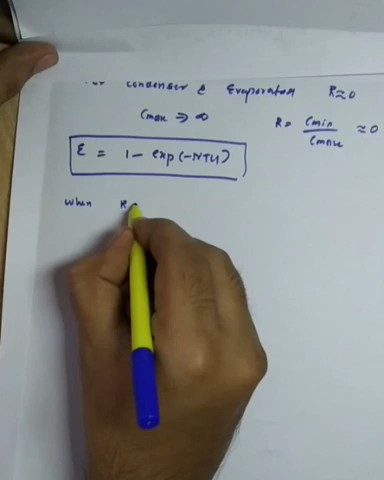 condenser & Evaporator R≈0
Cmax → ∞
R = Cmin / Cmax ≈ 0
ε = 1 - exp(-NTU)
when R